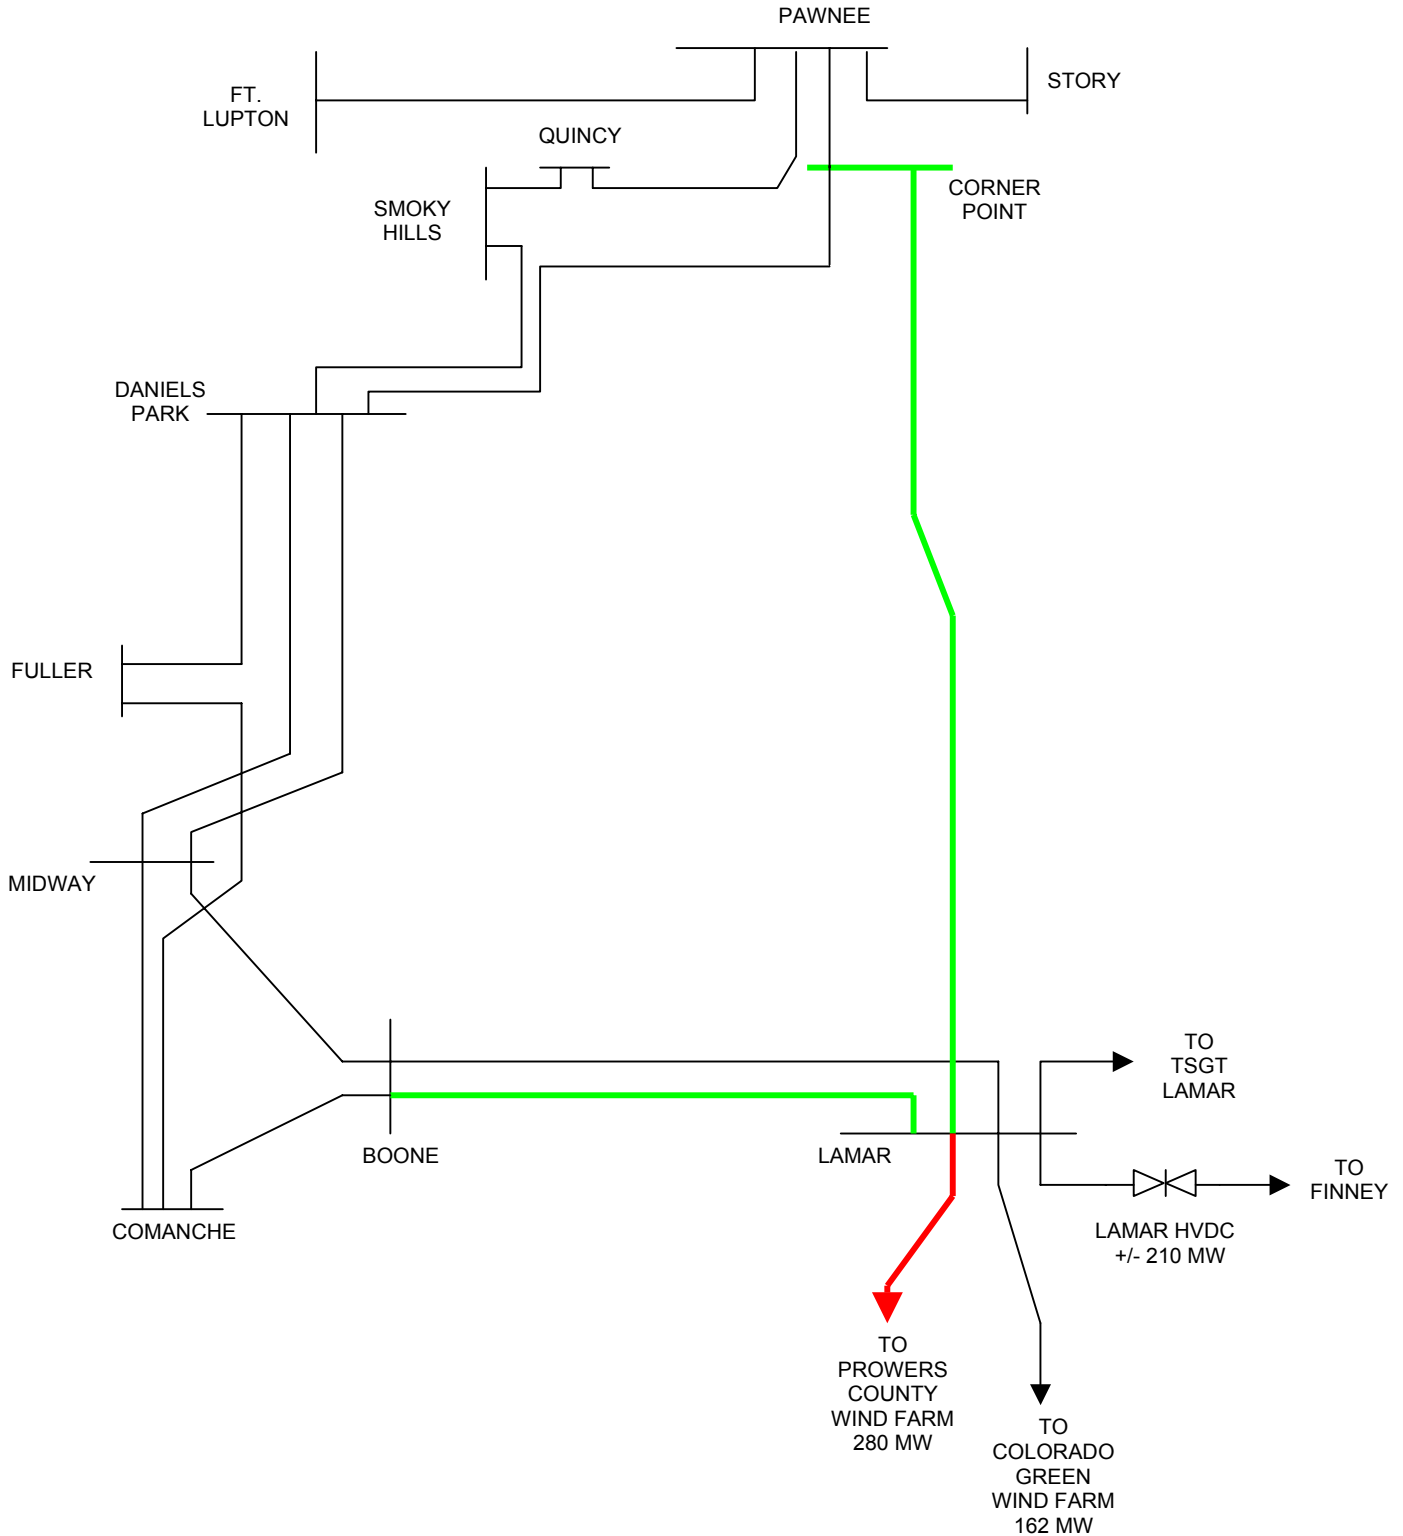 PAWNEE
STORY
FT.
LUPTON
QUINCY
CORNER
POINT
SMOKY
HILLS
DANIELS
PARK
FULLER
MIDWAY
TO
TSGT
LAMAR
BOONE
LAMAR
TO
FINNEY
COMANCHE
LAMAR HVDC
+/- 210 MW
TO
PROWERS
COUNTY
WIND FARM
280 MW
TO
COLORADO
GREEN
WIND FARM
162 MW